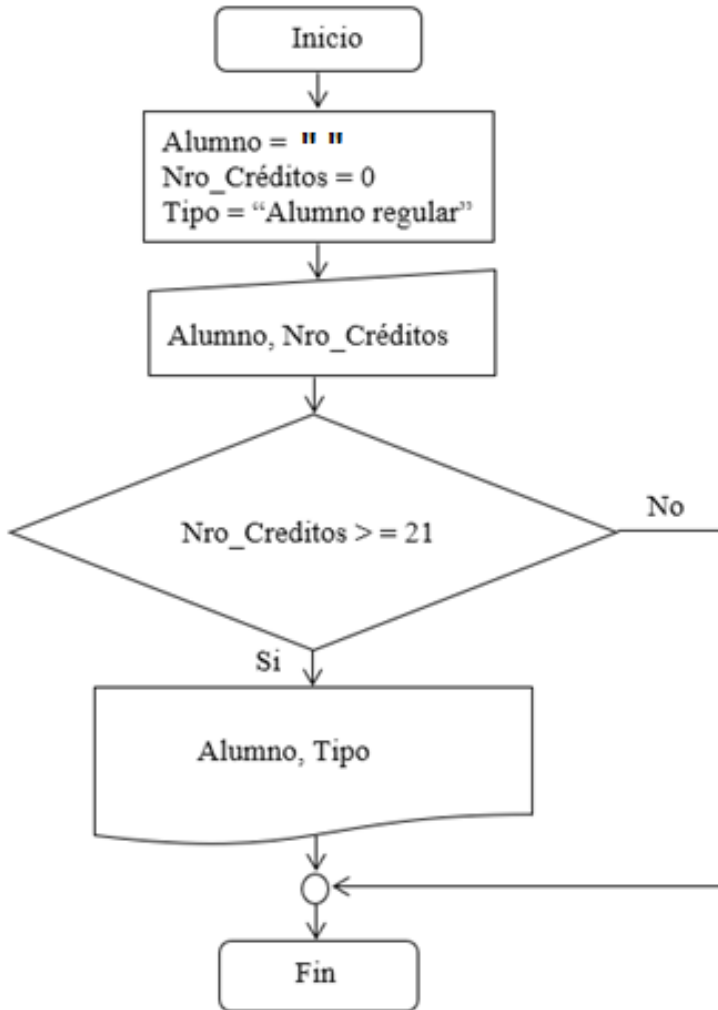 Inicio
Alumno = " "
Nro_Créditos = 0
Tipo = “Alumno regular”
Alumno, Nro_Créditos
Nro_Creditos > = 21
No
Si
Alumno, Tipo
Fin